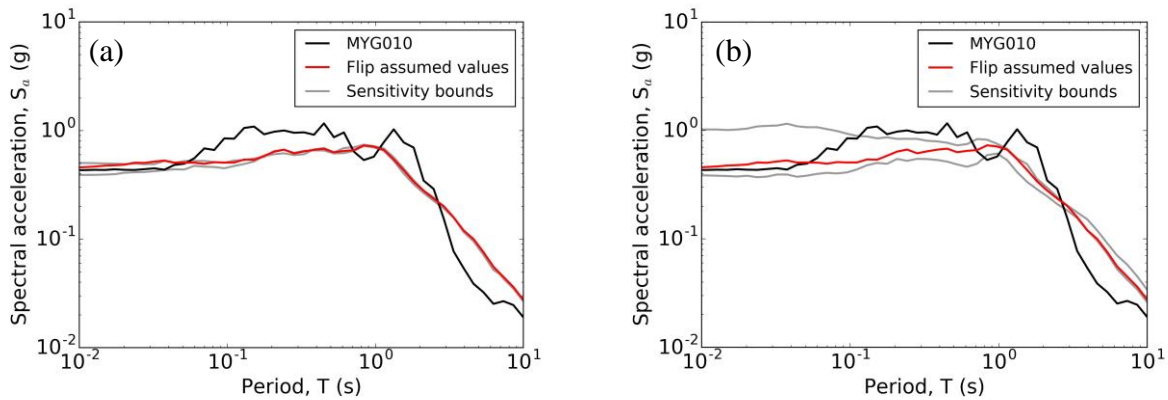 (a)
MYG010
Flip assumed values
Sensitivity bounds
Spectral acceleration, Sₐ (g)
10¹
10⁰
10⁻¹
10⁻²
10⁻² 10⁻¹ 10⁰ 10¹
Period, T (s)
(b)
MYG010
Flip assumed values
Sensitivity bounds
Spectral acceleration, Sₐ (g)
10¹
10⁰
10⁻¹
10⁻²
10⁻² 10⁻¹ 10⁰ 10¹
Period, T (s)